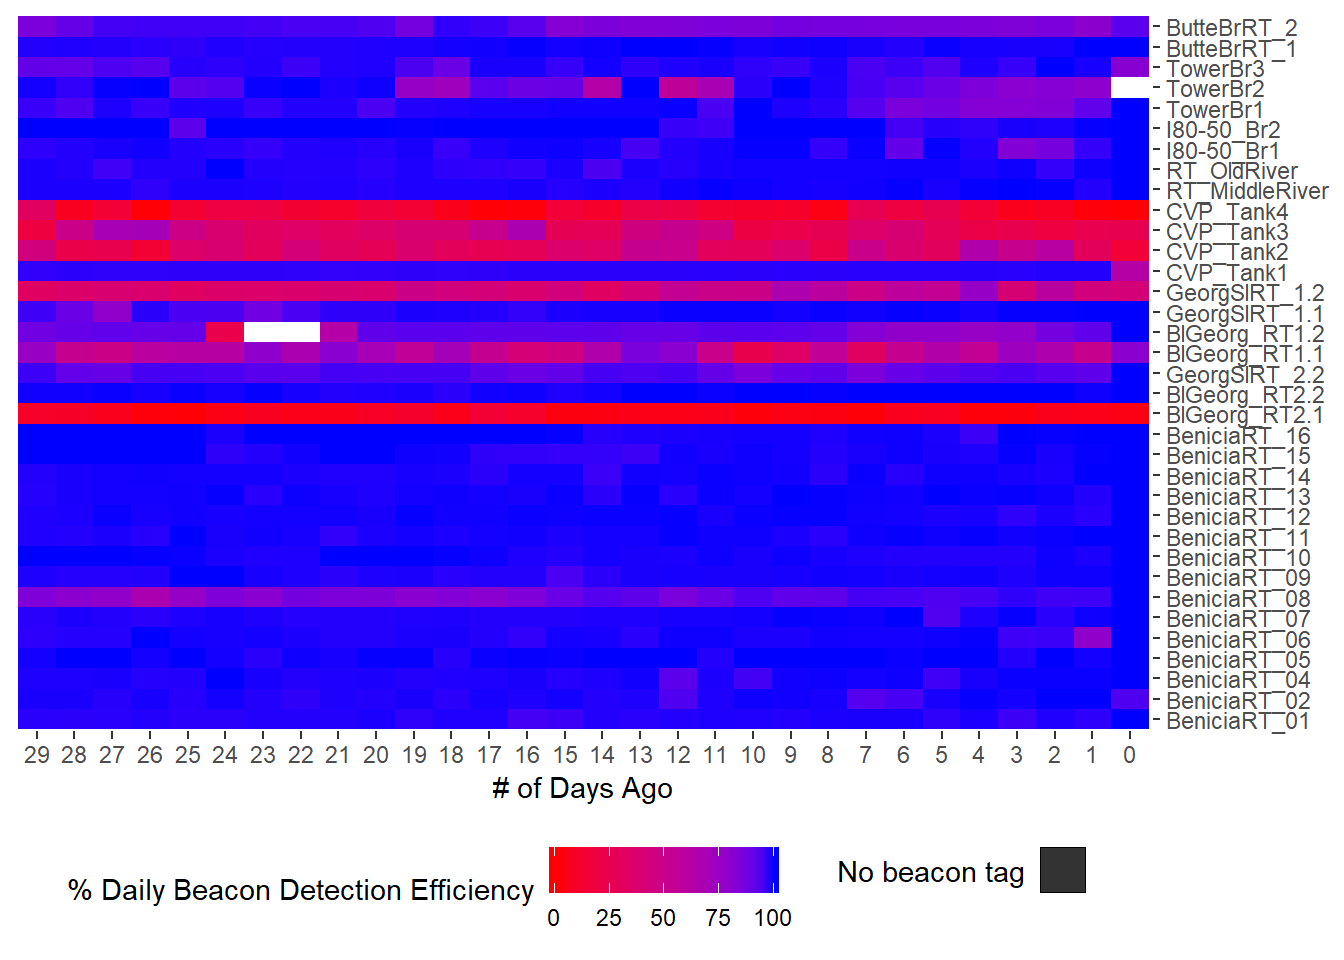 ButteBrRT_2
ButteBrRT_1
TowerBr3
TowerBr2
TowerBr1
I80-50_Br2
I80-50_Br1
RT_OldRiver
RT_MiddleRiver
CVP_Tank4
CVP_Tank3
CVP_Tank2
CVP_Tank1
GeorgSlRT_1.2
GeorgSlRT_1.1
BlGeorg_RT1.2
BlGeorg_RT1.1
GeorgSlRT_2.2
BlGeorg_RT2.2
BlGeorg_RT2.1
BeniciaRT_16
BeniciaRT_15
BeniciaRT_14
BeniciaRT_13
BeniciaRT_12
BeniciaRT_11
BeniciaRT_10
BeniciaRT_09
BeniciaRT_08
BeniciaRT_07
BeniciaRT_06
BeniciaRT_05
BeniciaRT_04
BeniciaRT_02
BeniciaRT_01
29 28 27 26 25 24 23 22 21 20 19 18 17 16 15 14 13 12 11 10 9 8 7 6 5 4 3 2 1 0
# of Days Ago
% Daily Beacon Detection Efficiency
0 25 50 75 100
No beacon tag